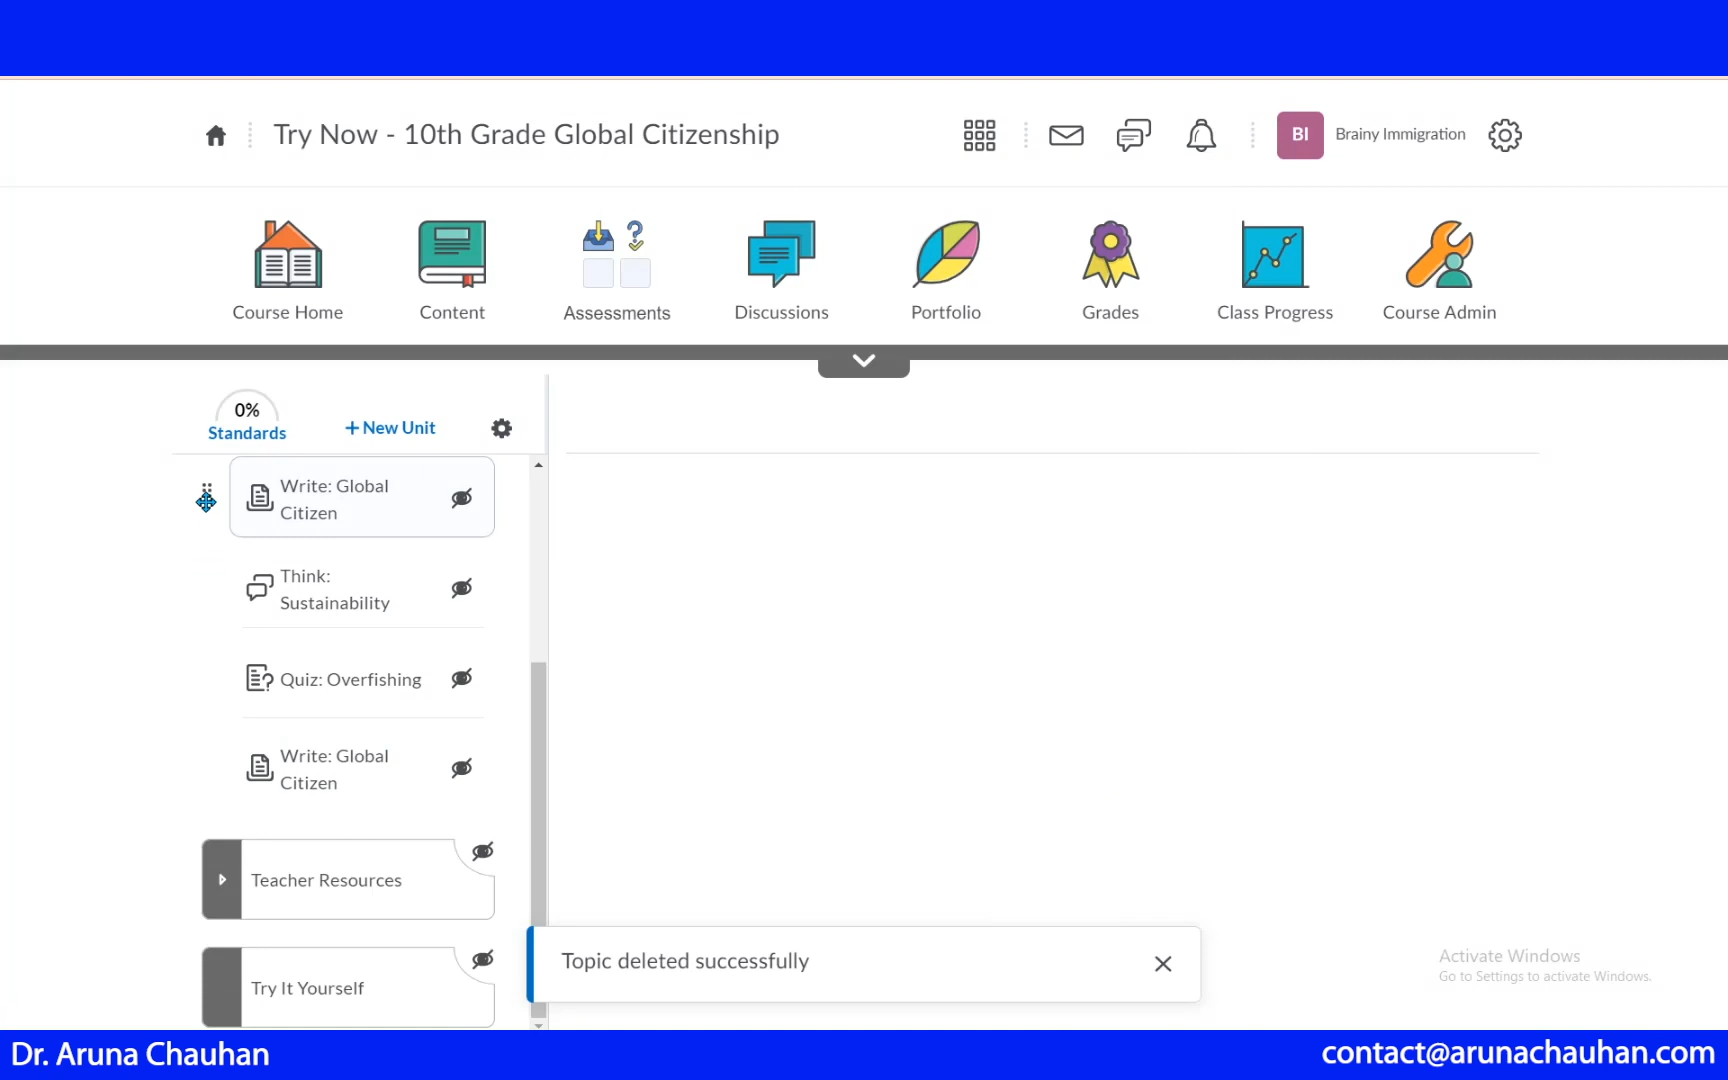 Try Now - 10th Grade Global Citizenship
BI
Brainy Immigration
Course Home
Content
Assessments
Discussions
Portfolio
Grades
Class Progress
Course Admin
0%
Standards
+ New Unit
Write: Global
Citizen
Think:
Sustainability
Quiz: Overfishing
Write: Global
Citizen
Teacher Resources
Try It Yourself
Topic deleted successfully
Activate Windows
Go to Settings to activate Windows.
Dr. Aruna Chauhan
contact@arunachauhan.com